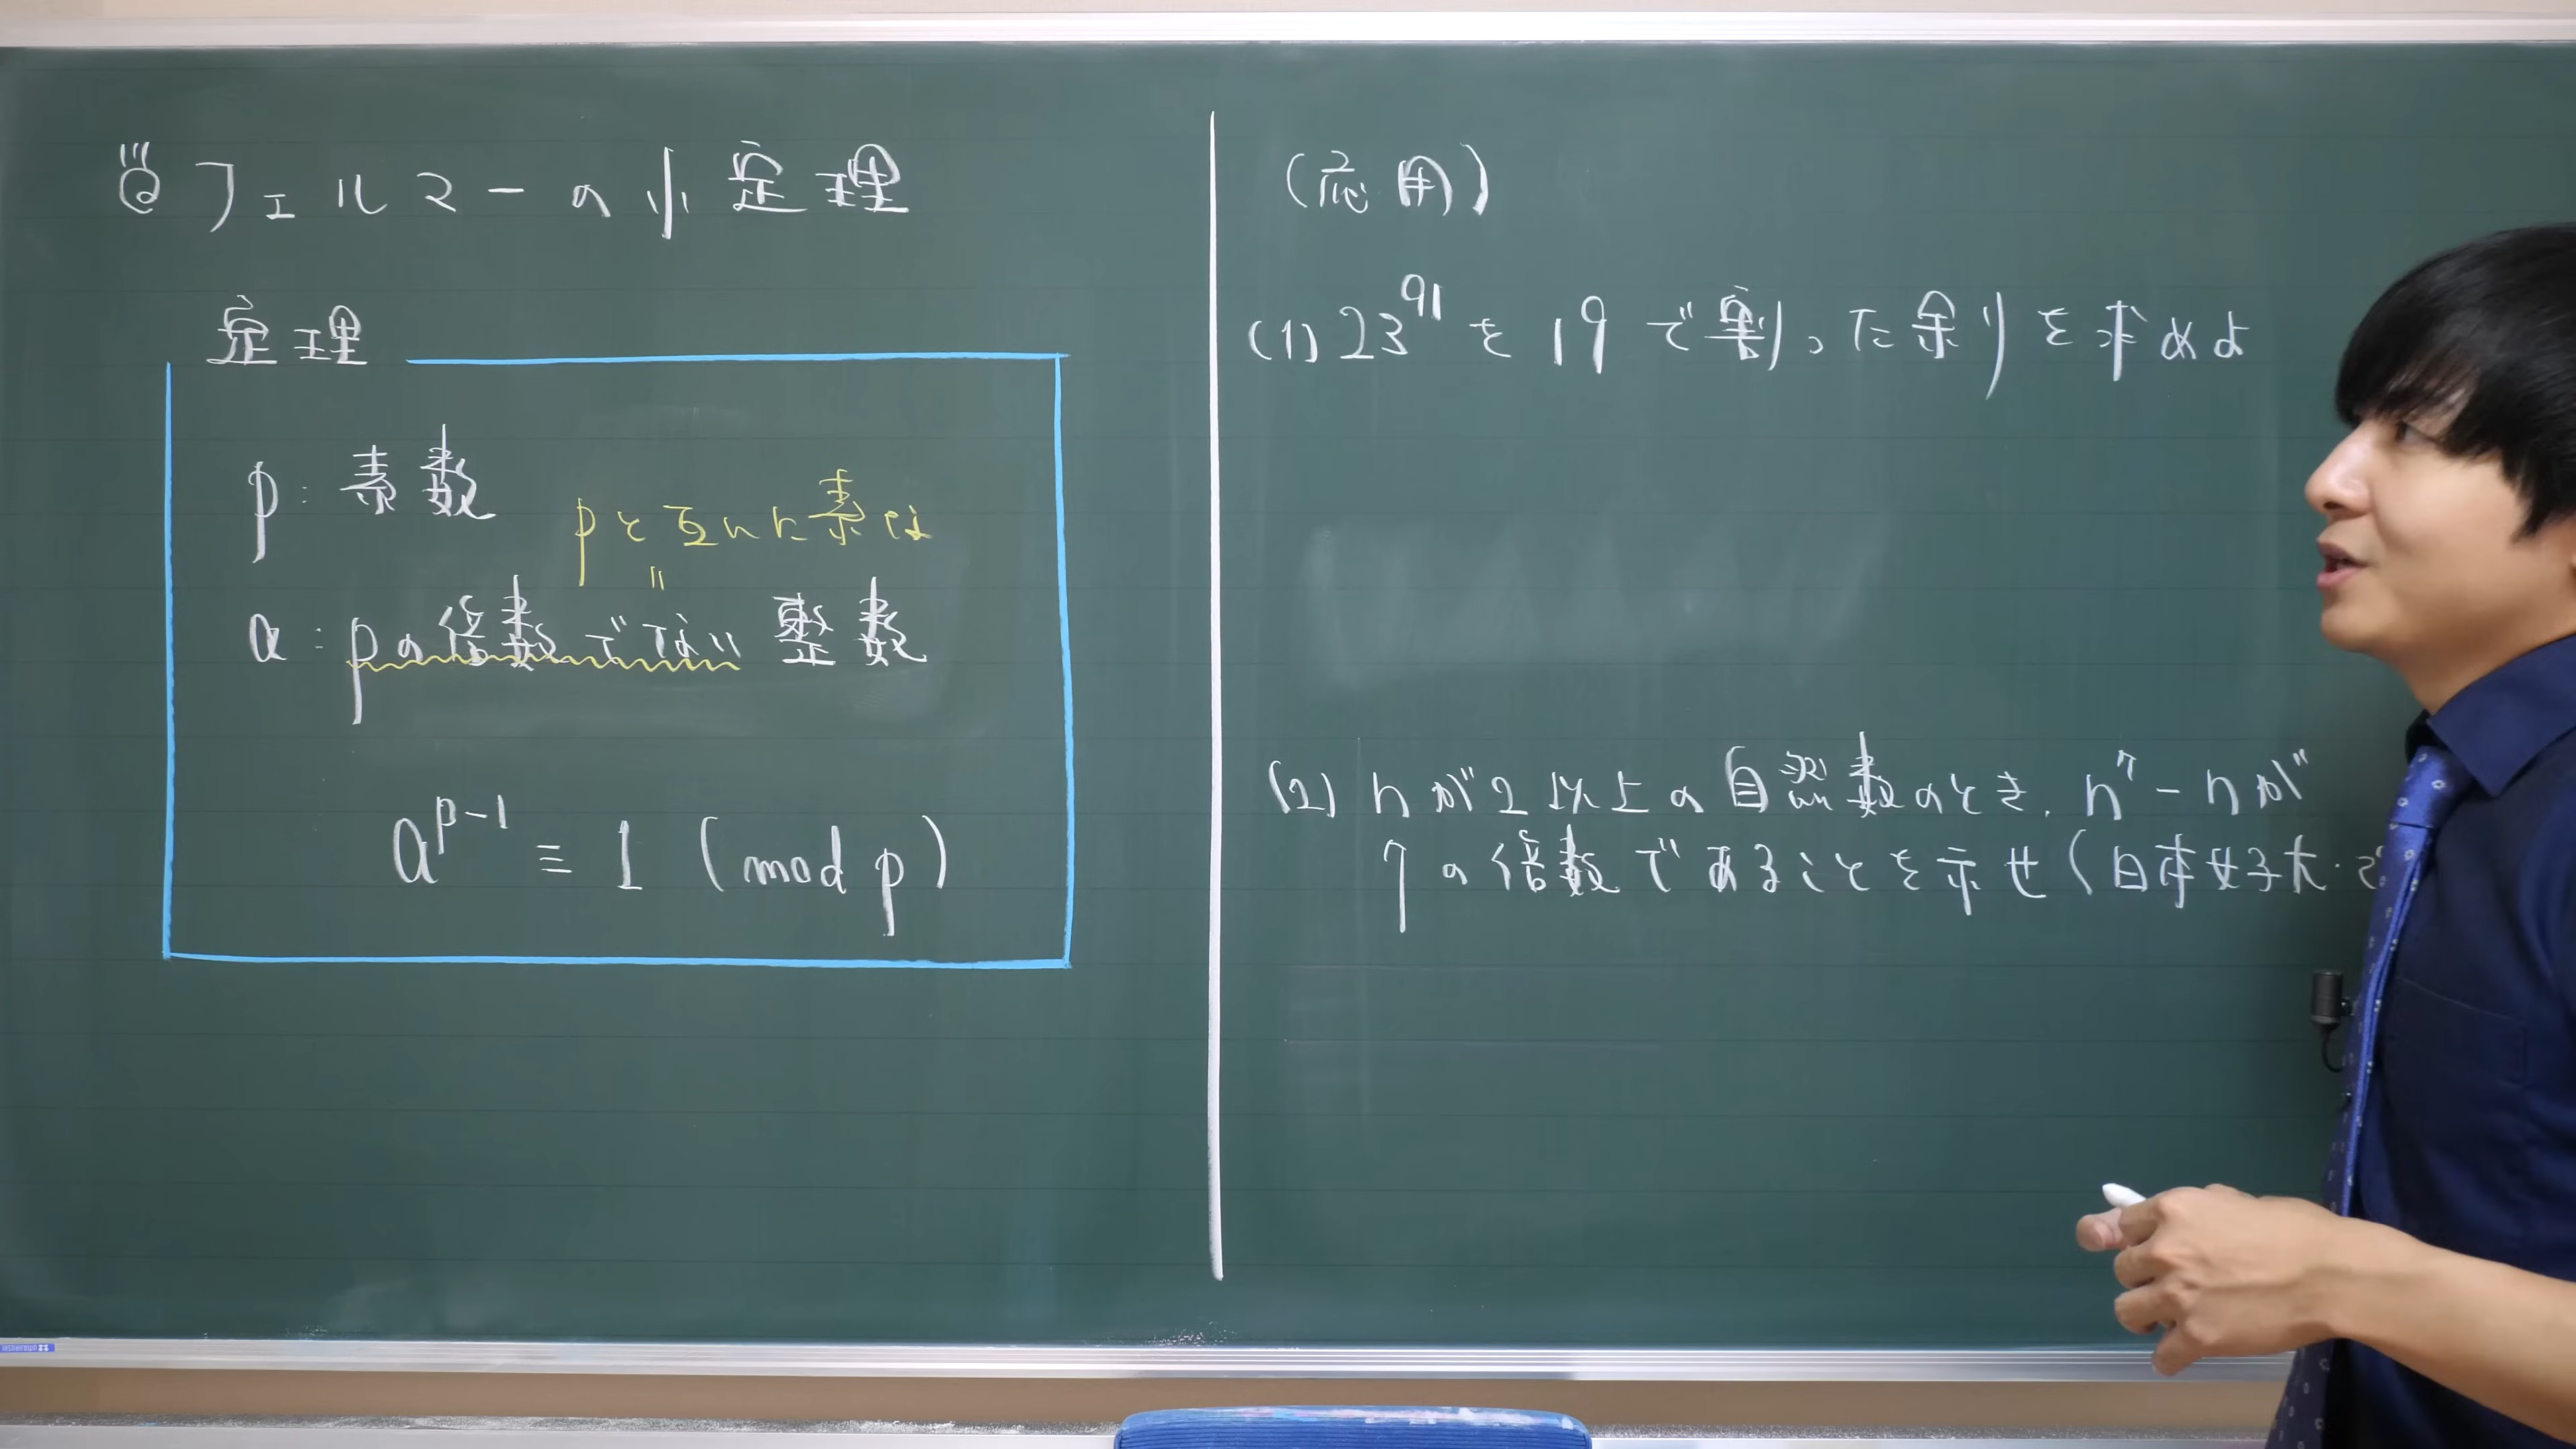 フェルマーの小定理
定理
p：素数
pと互いに素な
〃
a：pの倍数でない整数
a^{p-1} ≡ 1 (mod p)
(応用)
(1) 23^{91} を 19 で割った余りを求めよ
(2) nが2以上の自然数のとき、n^7 - nが
7の倍数であることを示せ(日本女子大・